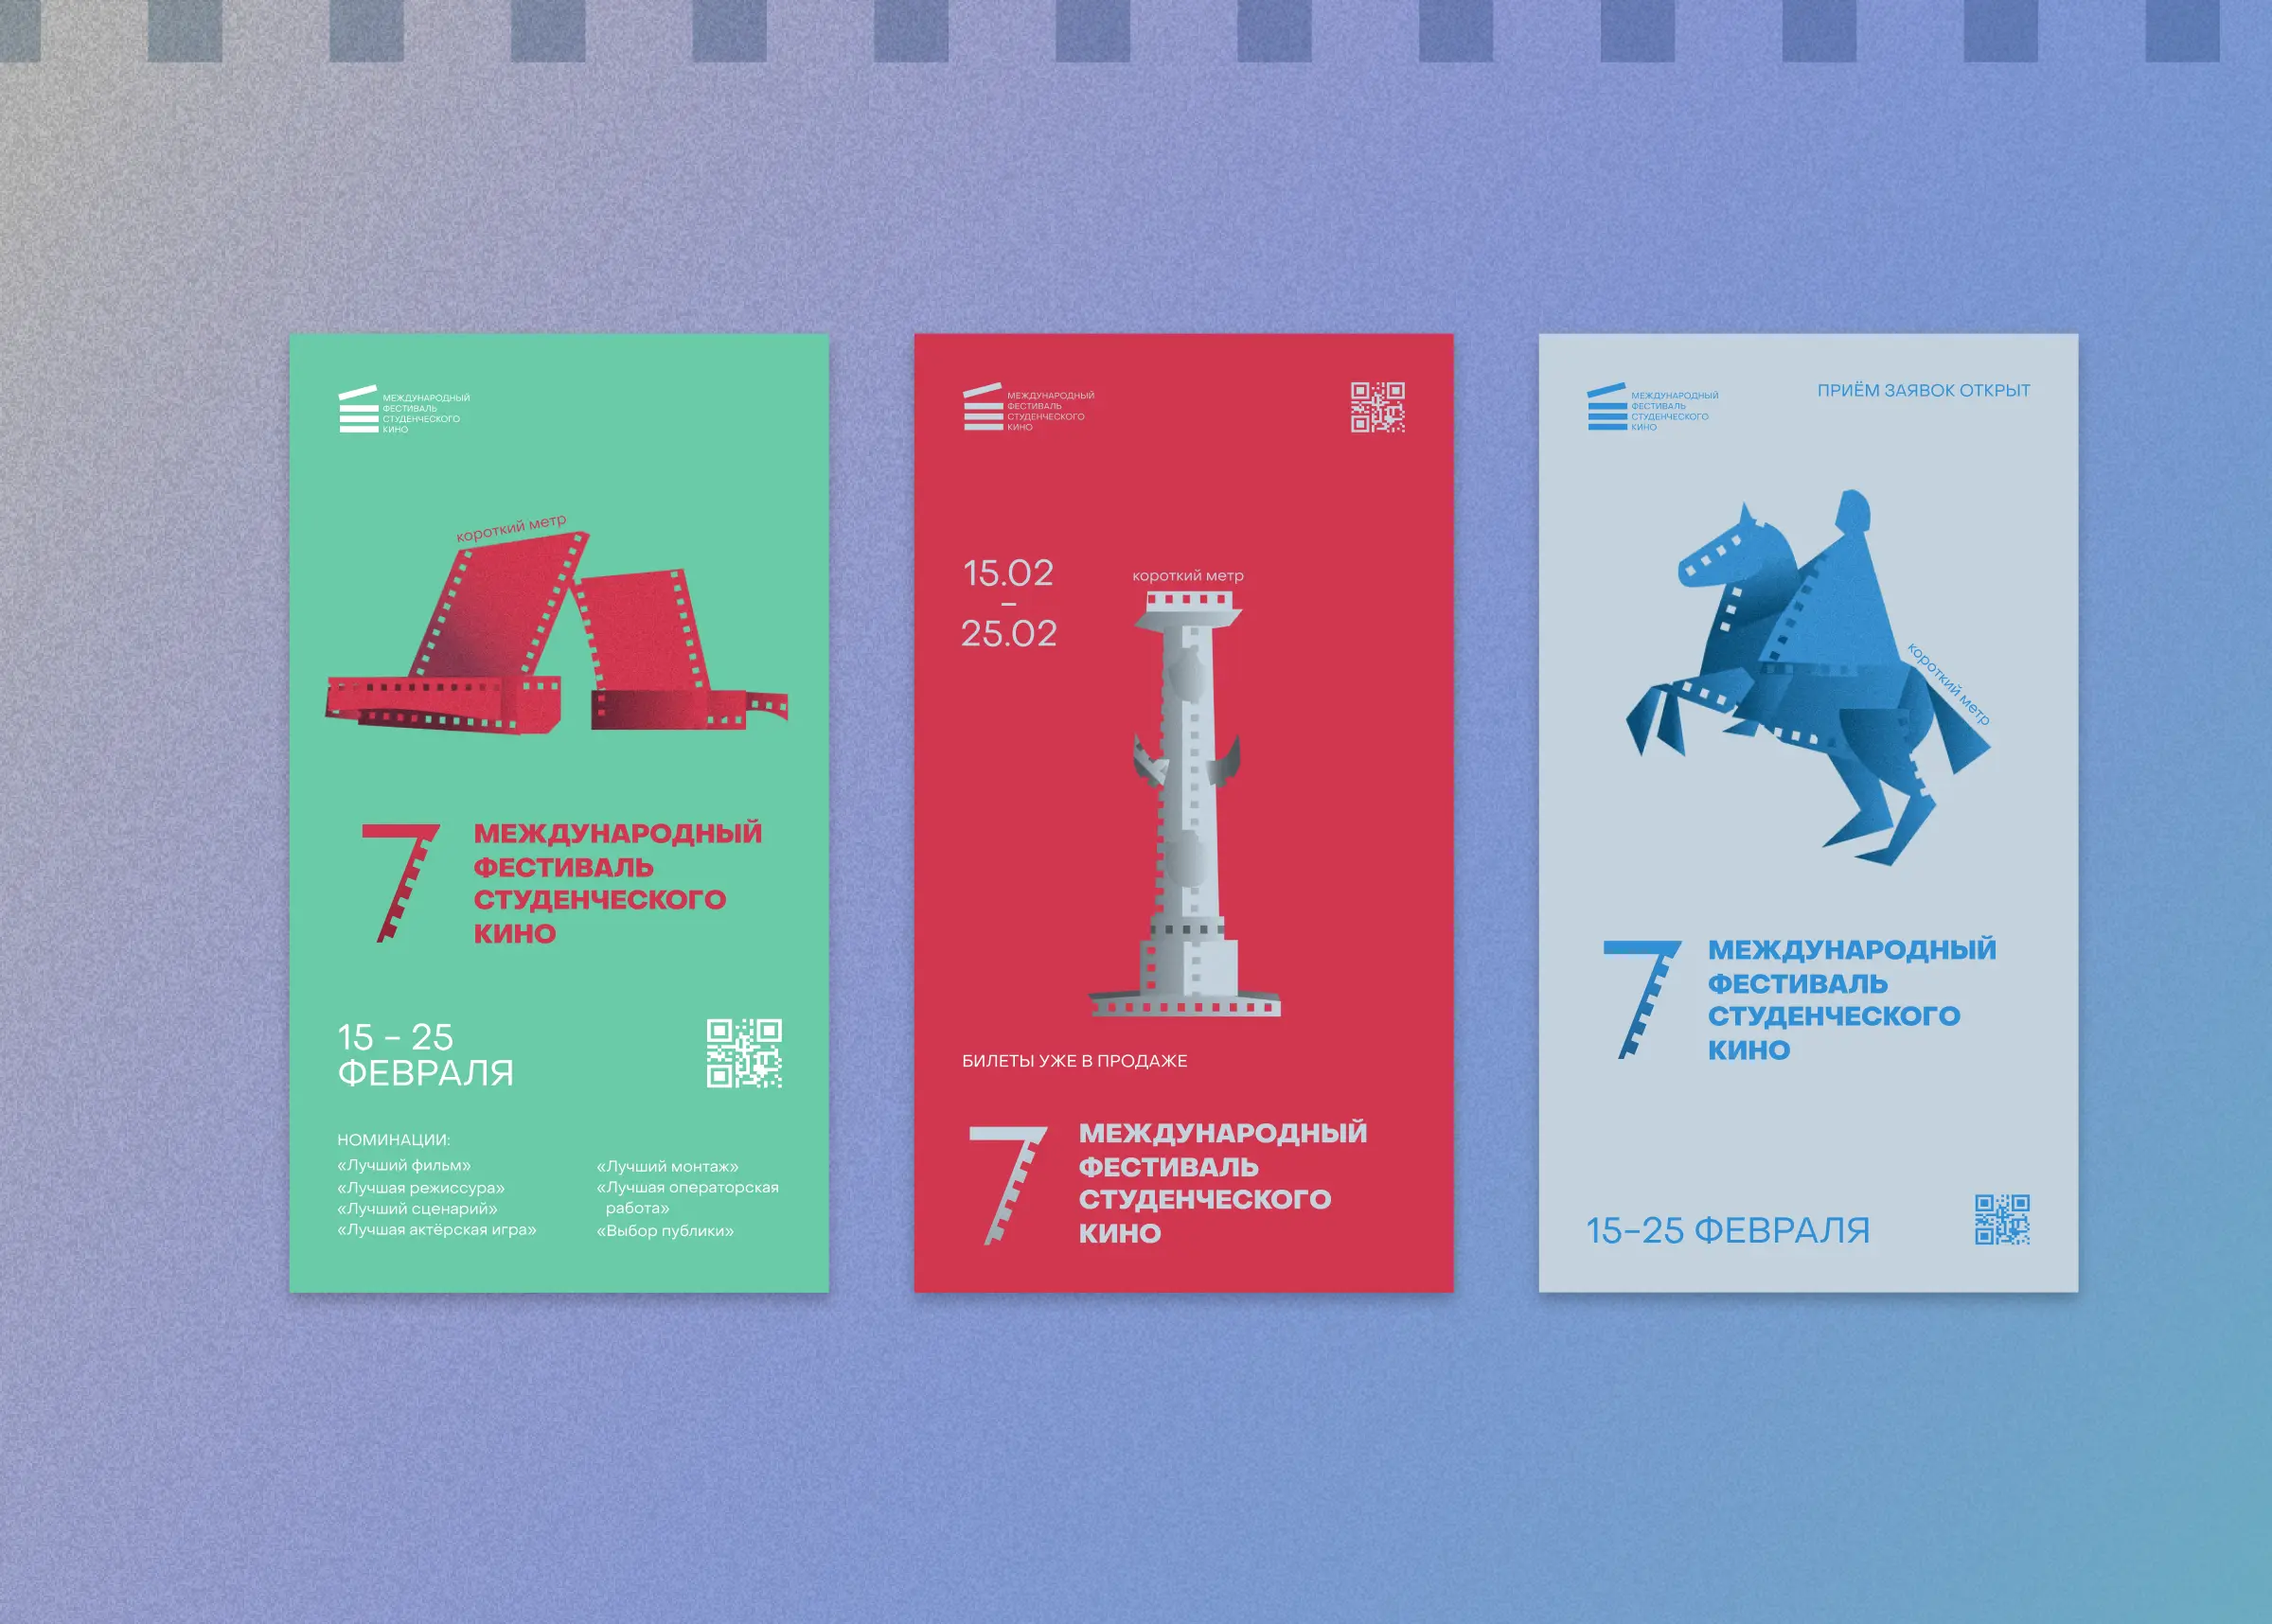 МЕЖДУНАРОДНЫЙ
ФЕСТИВАЛЬ
СТУДЕНЧЕСКОГО
КИНО
короткий метр
7
МЕЖДУНАРОДНЫЙ
ФЕСТИВАЛЬ
СТУДЕНЧЕСКОГО
КИНО
15 – 25
ФЕВРАЛЯ
НОМИНАЦИИ:
«Лучший фильм»
«Лучшая режиссура»
«Лучший сценарий»
«Лучшая актёрская игра»
«Лучший монтаж»
«Лучшая операторская
работа»
«Выбор публики»
МЕЖДУНАРОДНЫЙ
ФЕСТИВАЛЬ
СТУДЕНЧЕСКОГО
КИНО
15.02
–
25.02
короткий метр
БИЛЕТЫ УЖЕ В ПРОДАЖЕ
7
МЕЖДУНАРОДНЫЙ
ФЕСТИВАЛЬ
СТУДЕНЧЕСКОГО
КИНО
МЕЖДУНАРОДНЫЙ
ФЕСТИВАЛЬ
СТУДЕНЧЕСКОГО
КИНО
ПРИЁМ ЗАЯВОК ОТКРЫТ
короткий метр
7
МЕЖДУНАРОДНЫЙ
ФЕСТИВАЛЬ
СТУДЕНЧЕСКОГО
КИНО
15–25 ФЕВРАЛЯ